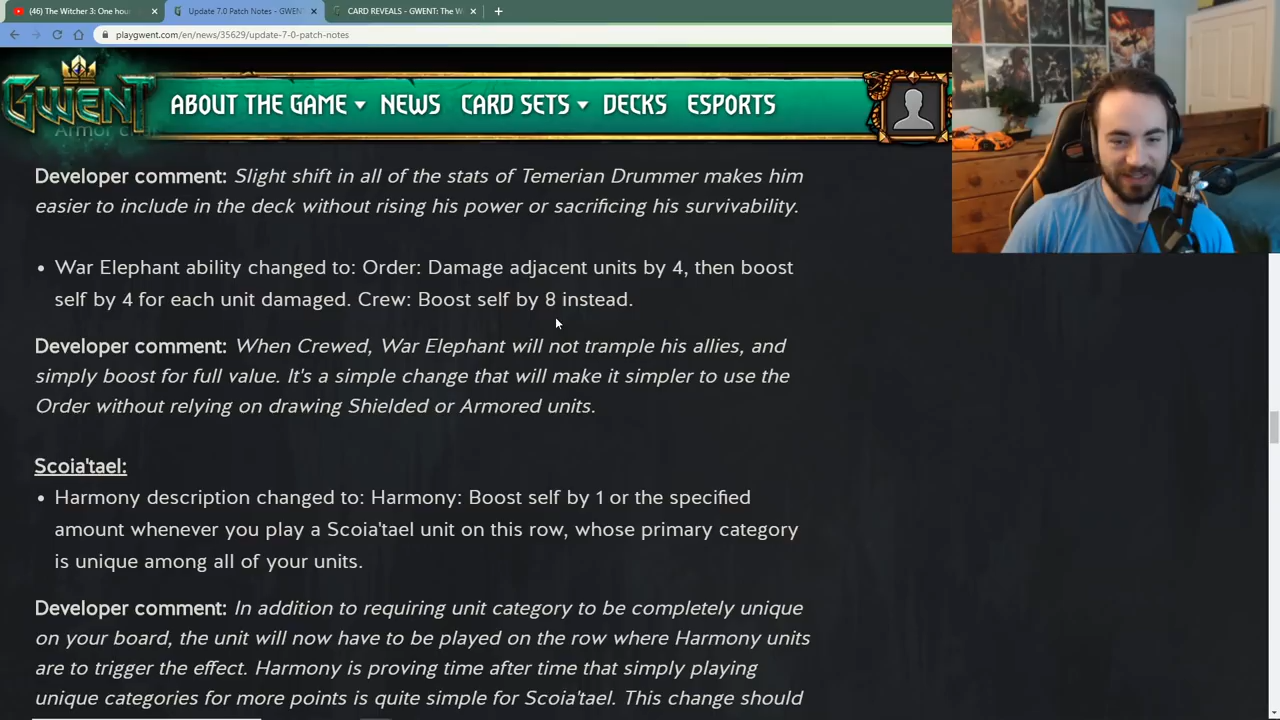 (46) The Witcher 3: One hou
Update 7.0 Patch Notes - GWENT
CARD REVEALS - GWENT: The W
playgwent.com/en/news/35629/update-7-0-patch-notes
GWENT
ABOUT THE GAME
NEWS
CARD SETS
DECKS
ESPORTS
Developer comment: Slight shift in all of the stats of Temerian Drummer makes him
easier to include in the deck without rising his power or sacrificing his survivability.
• War Elephant ability changed to: Order: Damage adjacent units by 4, then boost
self by 4 for each unit damaged. Crew: Boost self by 8 instead.
Developer comment: When Crewed, War Elephant will not trample his allies, and
simply boost for full value. It's a simple change that will make it simpler to use the
Order without relying on drawing Shielded or Armored units.
Scoia'tael:
• Harmony description changed to: Harmony: Boost self by 1 or the specified
amount whenever you play a Scoia'tael unit on this row, whose primary category
is unique among all of your units.
Developer comment: In addition to requiring unit category to be completely unique
on your board, the unit will now have to be played on the row where Harmony units
are to trigger the effect. Harmony is proving time after time that simply playing
unique categories for more points is quite simple for Scoia'tael. This change should